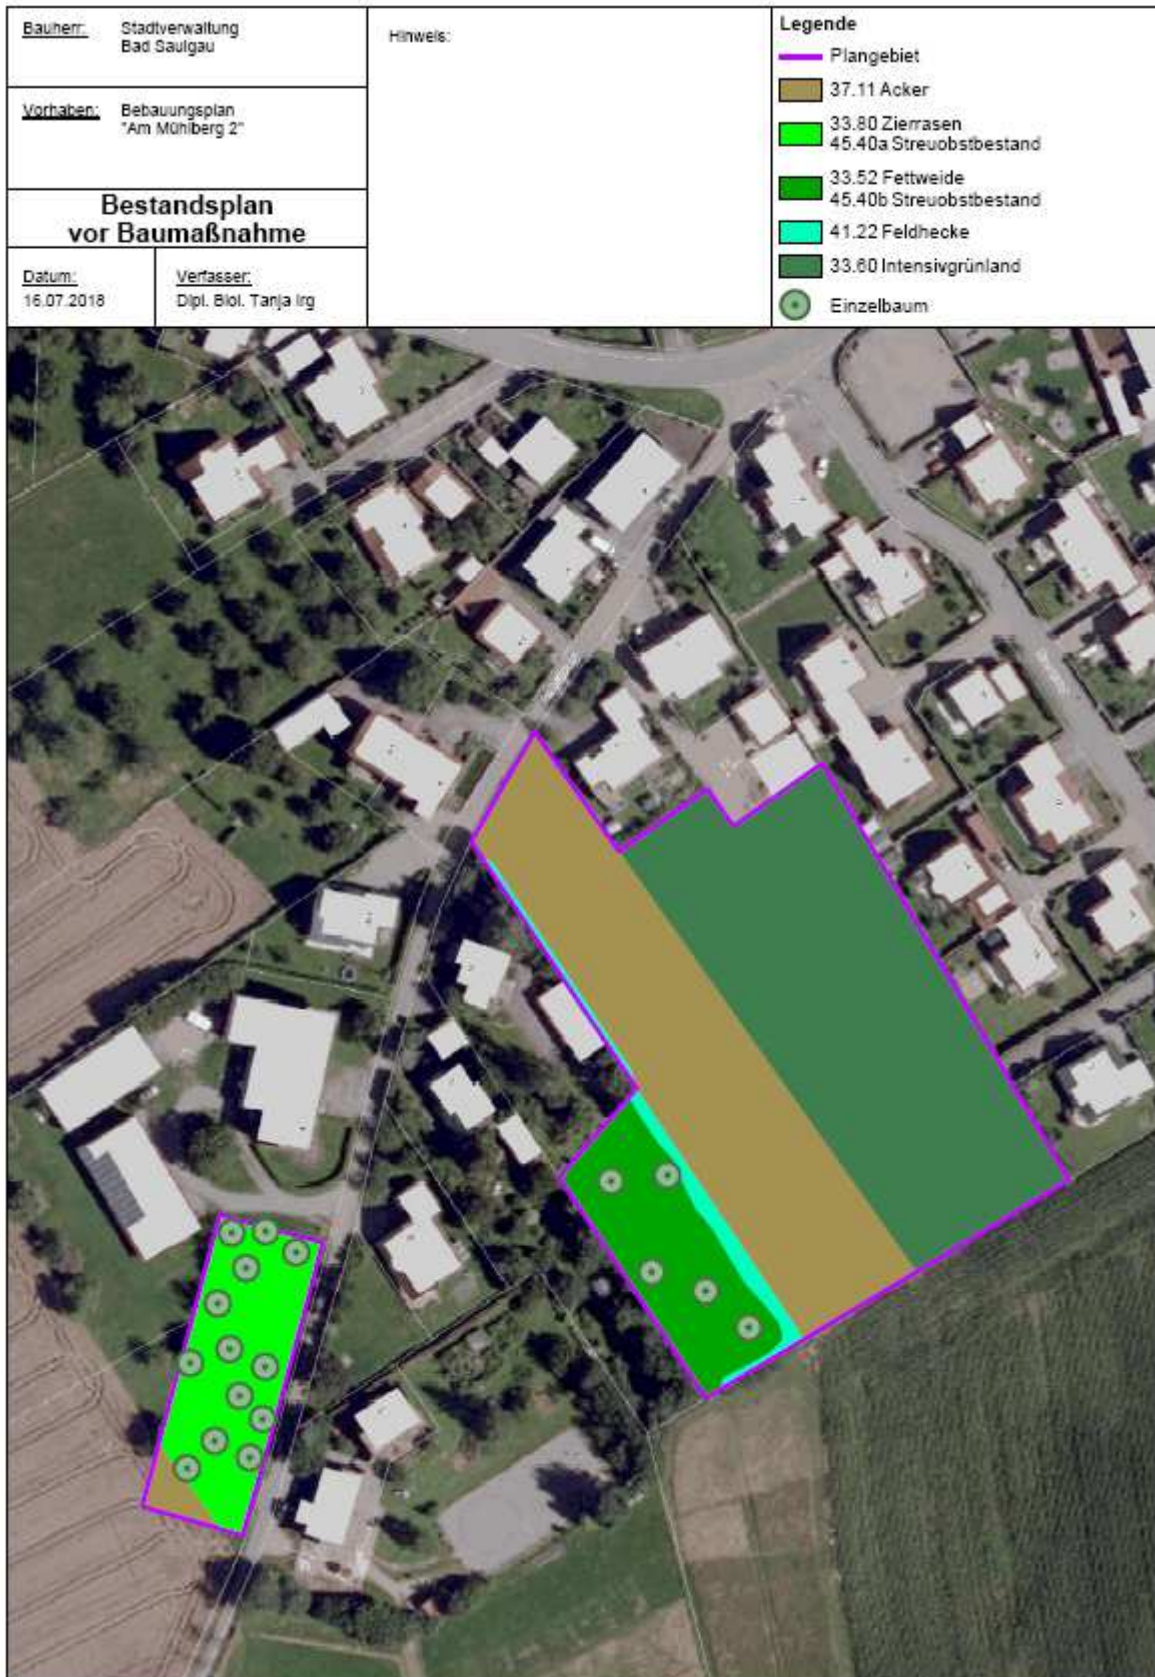 Bauherr: Stadtverwaltung
Bad Saulgau
Vorhaben: Bebauungsplan
"Am Mühlberg 2"
Bestandsplan
vor Baumaßnahme
Datum:
16.07.2018
Verfasser:
Dipl. Biol. Tanja Irg
Hinweis:
Legende
Plangebiet
37.11 Acker
33.80 Zierrasen
45.40a Streuobstbestand
33.52 Fettweide
45.40b Streuobstbestand
41.22 Feldhecke
33.60 Intensivgrünland
Einzelbaum